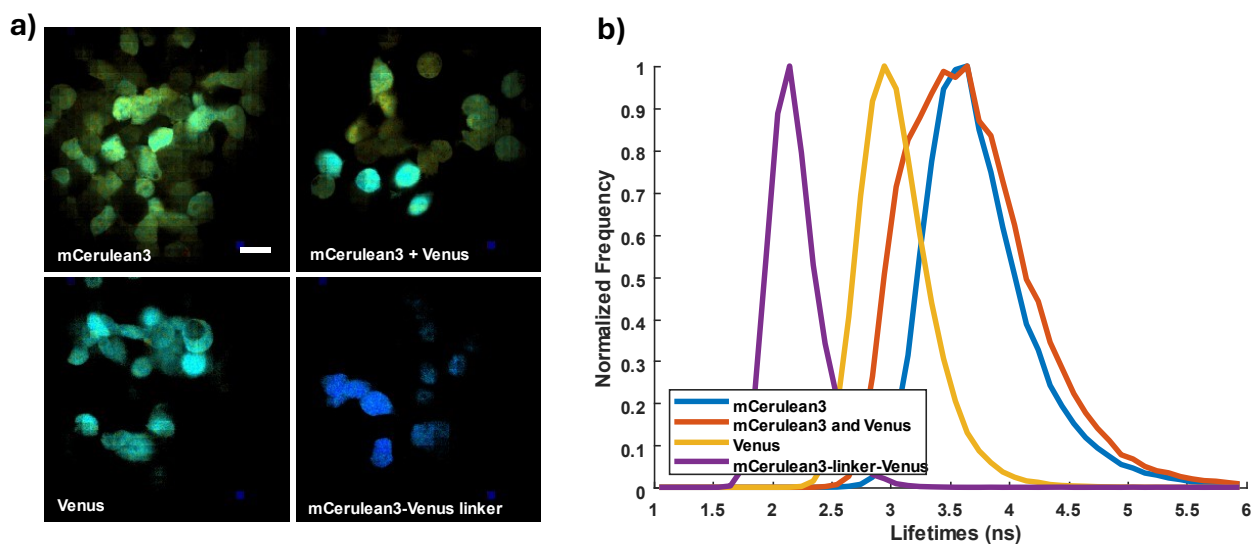 a)
mCerulean3
mCerulean3 + Venus
Venus
mCerulean3-Venus linker
b)
Normalized Frequency
1
0.9
0.8
0.7
0.6
0.5
0.4
0.3
0.2
0.1
0
mCerulean3
mCerulean3 and Venus
Venus
mCerulean3-linker-Venus
1 1.5 2 2.5 3 3.5 4 4.5 5 5.5 6
Lifetimes (ns)